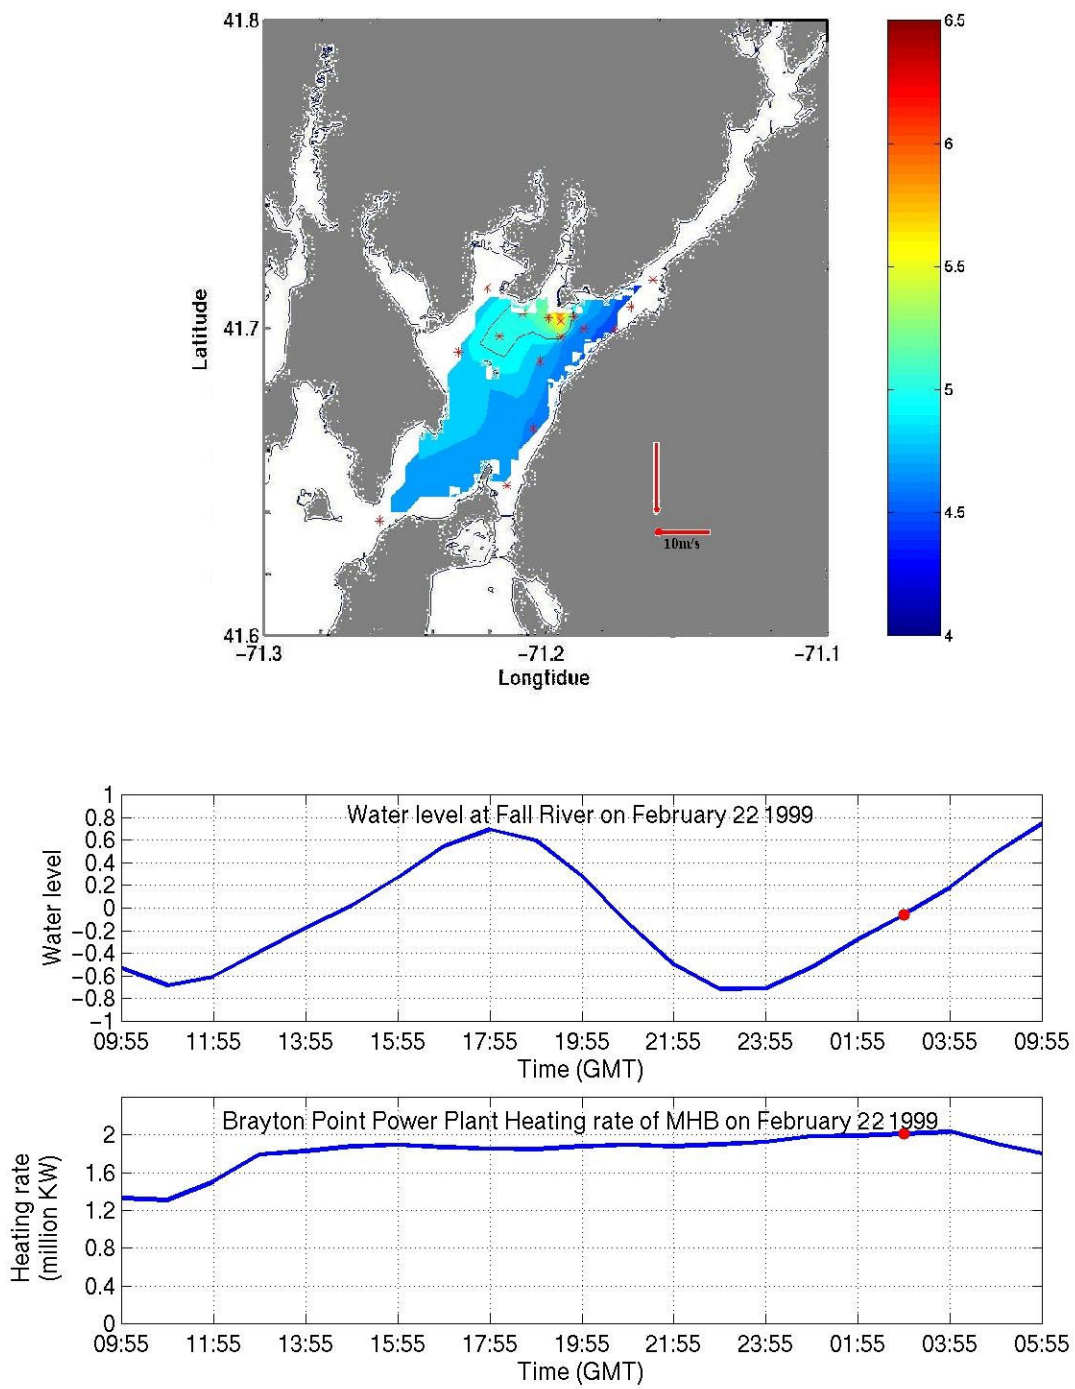 41.8
41.7
41.6
Latitude
-71.3
-71.2
-71.1
Longtidue
10m/s
6.5
6
5.5
5
4.5
4
Water level at Fall River on February 22 1999
1
0.8
0.6
0.4
0.2
0
-0.2
-0.4
-0.6
-0.8
-1
Water level
09:55 11:55 13:55 15:55 17:55 19:55 21:55 23:55 01:55 03:55 09:55
Time (GMT)
Brayton Point Power Plant Heating rate of MHB on February 22 1999
2
1.6
1.2
0.8
0.4
0
Heating rate
(million KW)
09:55 11:55 13:55 15:55 17:55 19:55 21:55 23:55 01:55 03:55 05:55
Time (GMT)